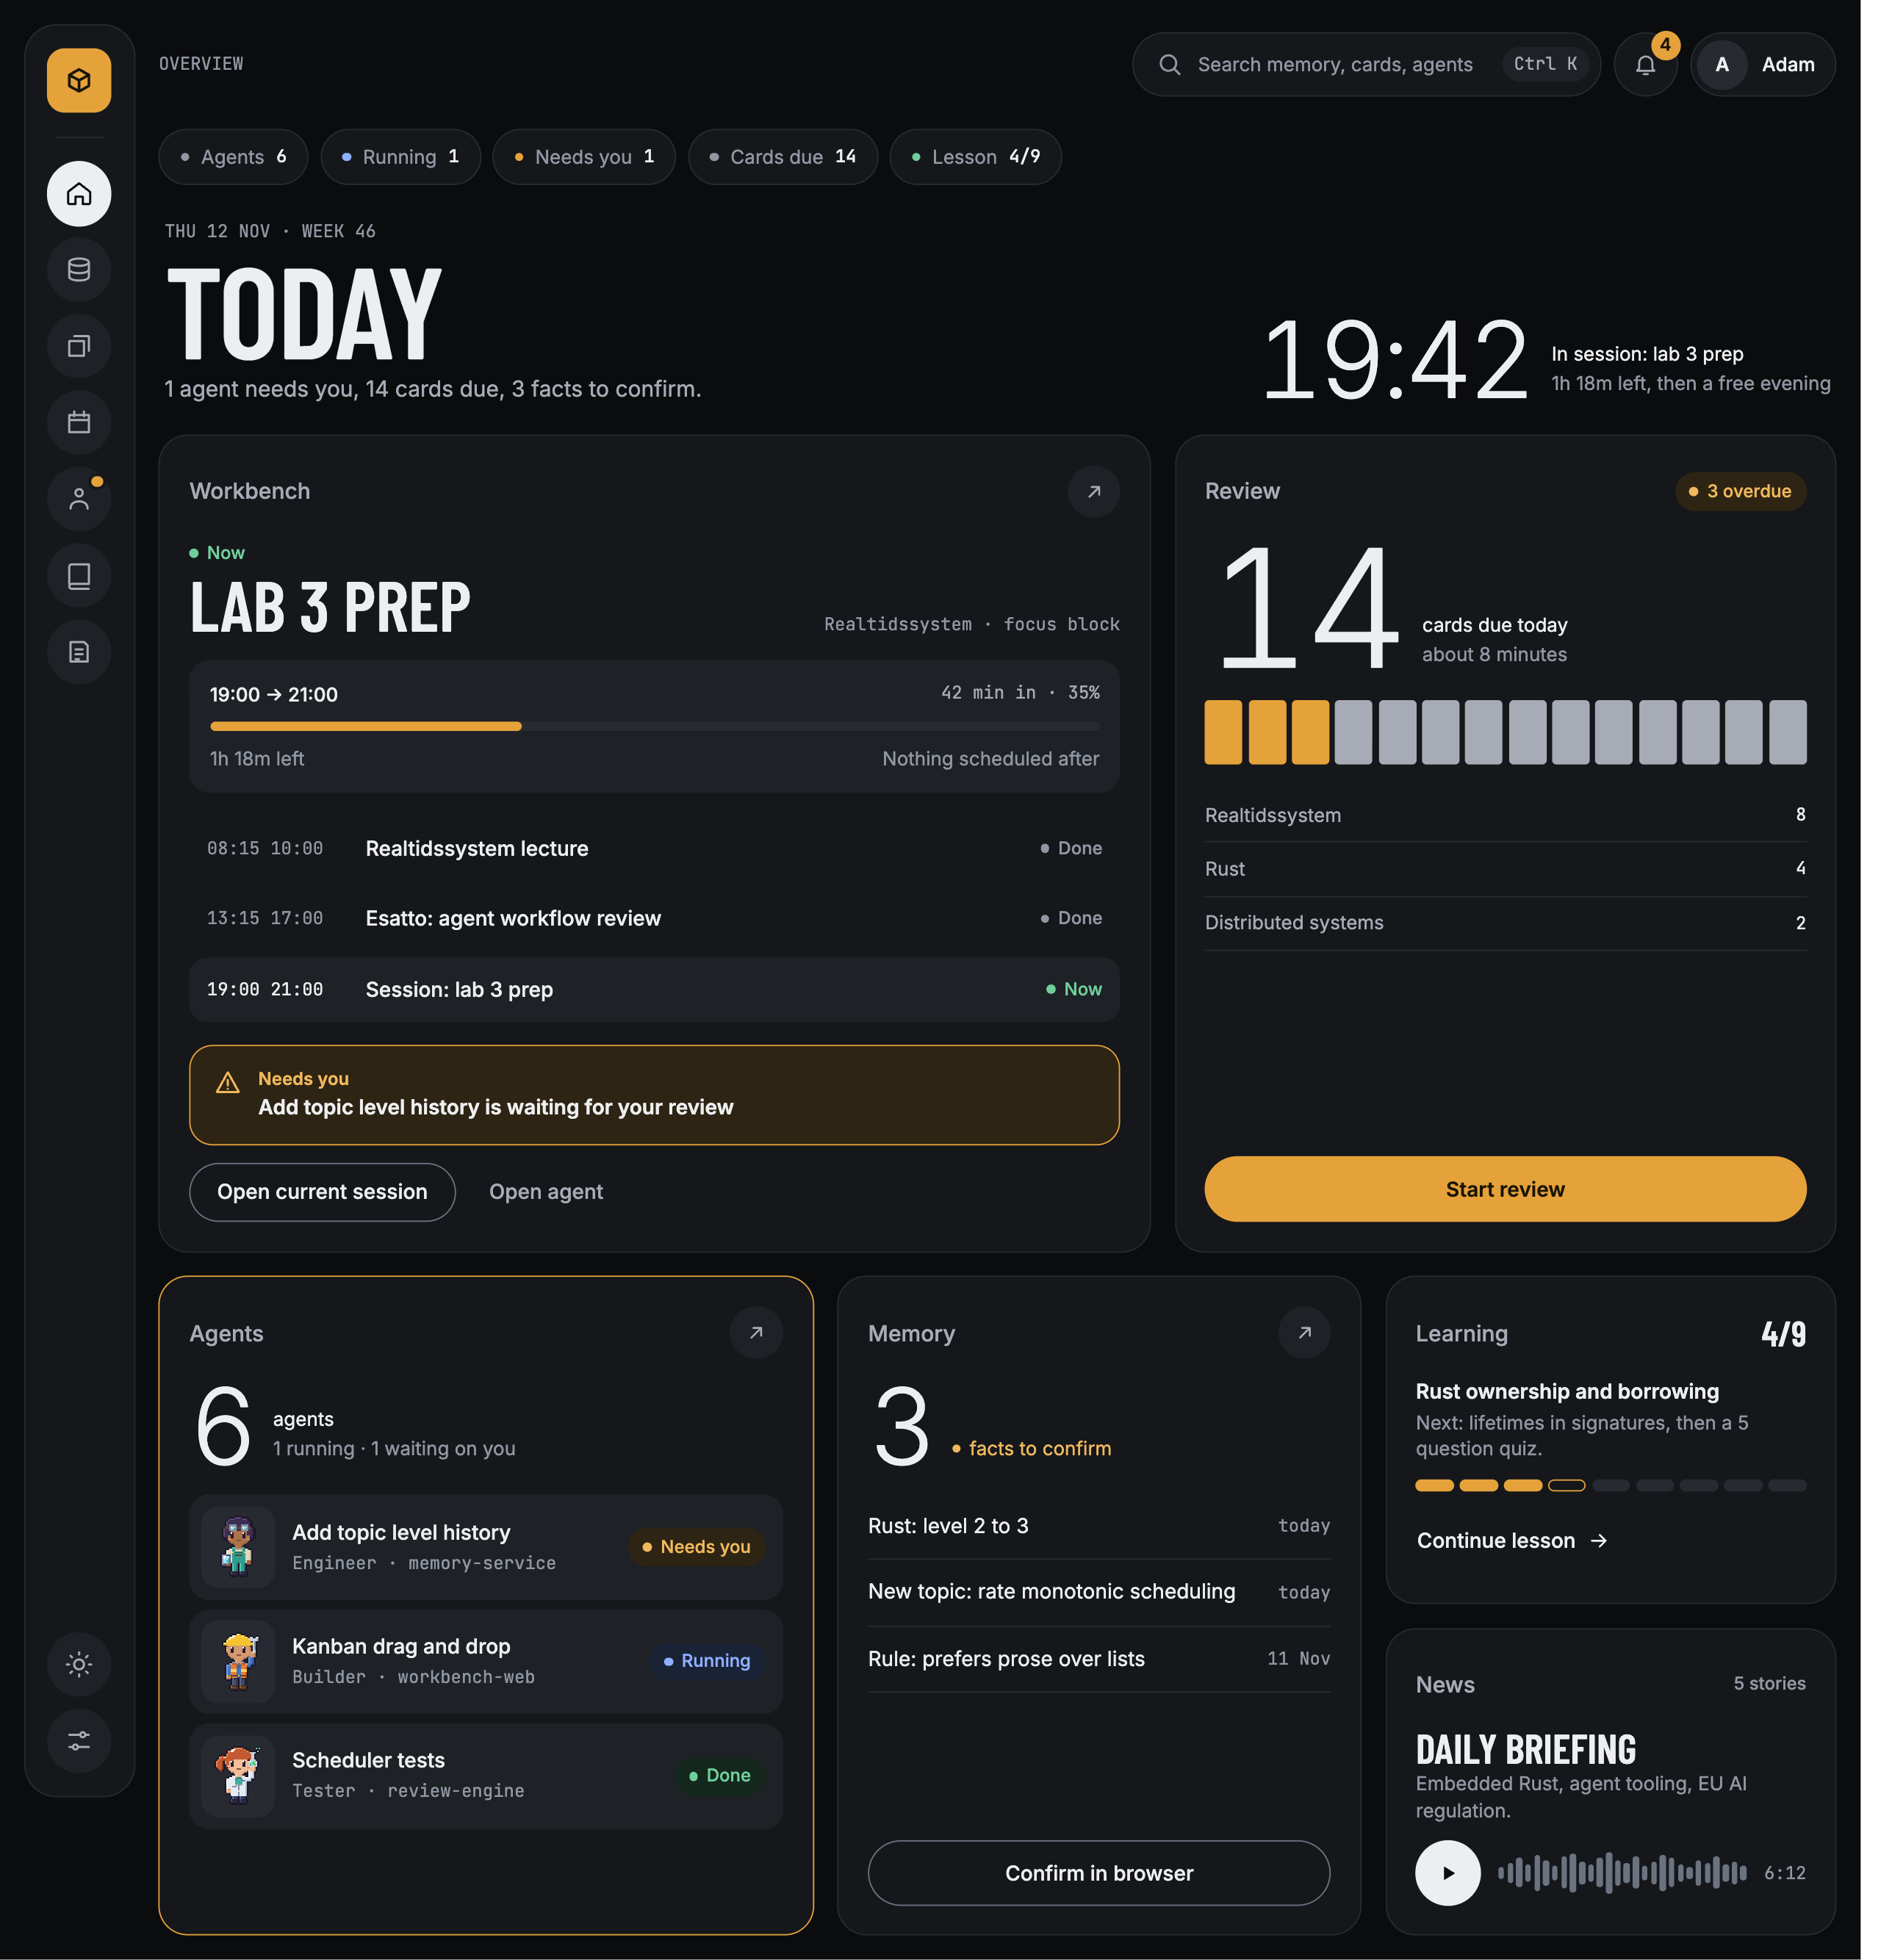 OVERVIEW
Search memory, cards, agents
Ctrl K
4
A
Adam
Agents 6
Running 1
Needs you 1
Cards due 14
Lesson 4/9
THU 12 NOV · WEEK 46
TODAY
1 agent needs you, 14 cards due, 3 facts to confirm.
19:42
In session: lab 3 prep
1h 18m left, then a free evening
Workbench
Now
LAB 3 PREP
Realtidssystem · focus block
19:00 → 21:00
42 min in · 35%
1h 18m left
Nothing scheduled after
08:15 10:00 Realtidssystem lecture Done
13:15 17:00 Esatto: agent workflow review Done
19:00 21:00 Session: lab 3 prep Now
Needs you
Add topic level history is waiting for your review
Open current session
Open agent
Review
3 overdue
14
cards due today
about 8 minutes
Realtidssystem 8
Rust 4
Distributed systems 2
Start review
Agents
6
agents
1 running · 1 waiting on you
Add topic level history
Engineer · memory-service
Needs you
Kanban drag and drop
Builder · workbench-web
Running
Scheduler tests
Tester · review-engine
Done
Memory
3
facts to confirm
Rust: level 2 to 3 today
New topic: rate monotonic scheduling today
Rule: prefers prose over lists 11 Nov
Confirm in browser
Learning
4/9
Rust ownership and borrowing
Next: lifetimes in signatures, then a 5
question quiz.
Continue lesson →
News
5 stories
DAILY BRIEFING
Embedded Rust, agent tooling, EU AI
regulation.
6:12